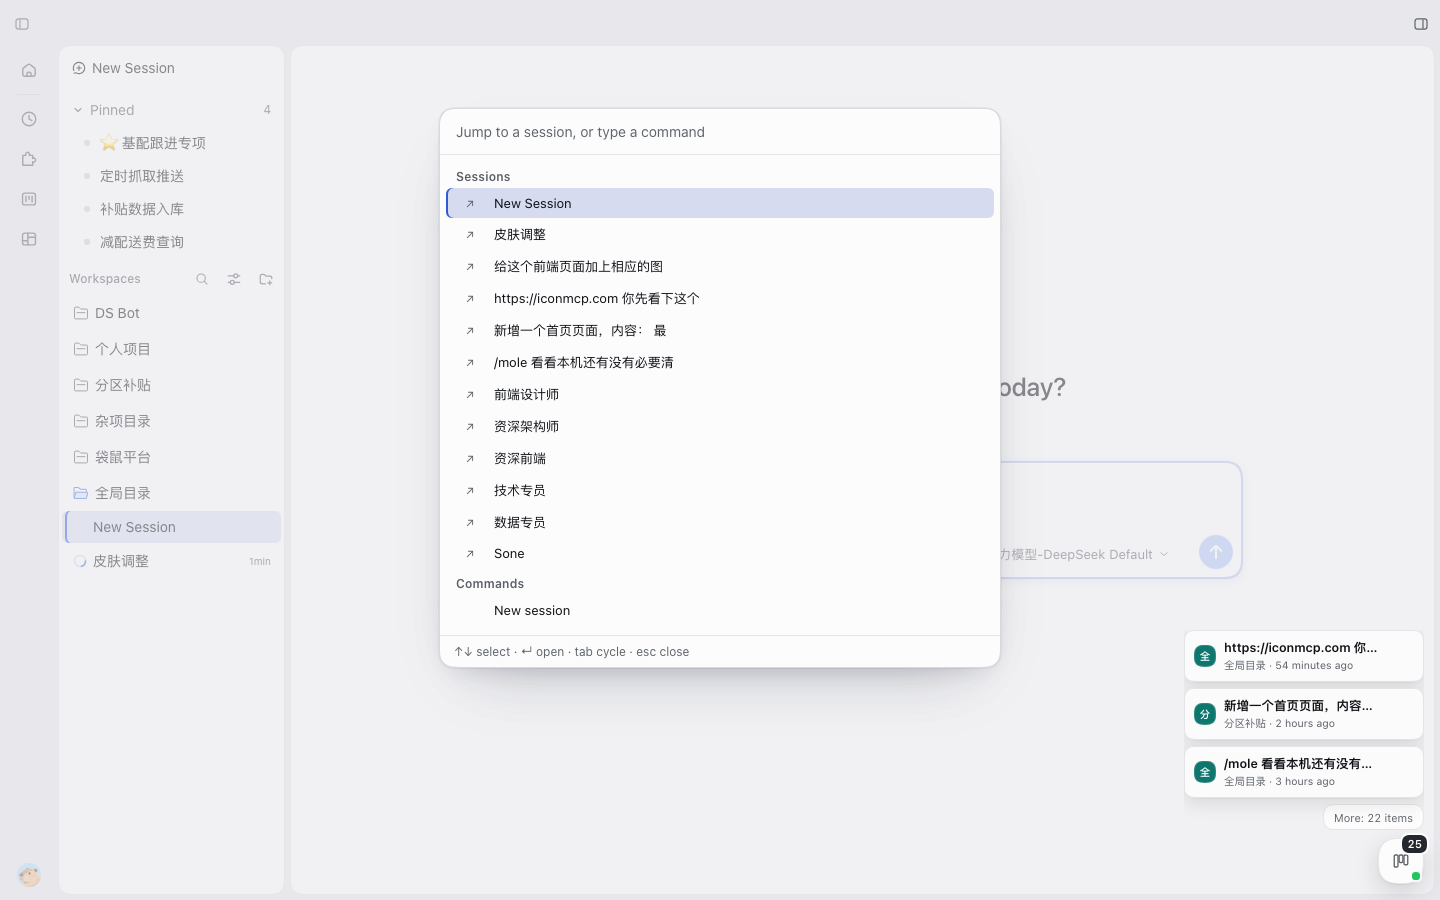 New Session
Pinned
4
⭐ 基配跟进专项
定时抓取推送
补贴数据入库
减配送费查询
Workspaces
DS Bot
个人项目
分区补贴
杂项目录
袋鼠平台
全局目录
New Session
皮肤调整
1min
Jump to a session, or type a command
Sessions
New Session
皮肤调整
给这个前端页面加上相应的图
https://iconmcp.com 你先看下这个
新增一个首页页面，内容： 最
/mole 看看本机还有没有必要清
前端设计师
资深架构师
资深前端
技术专员
数据专员
Sone
Commands
New session
↑↓ select · ↵ open · tab cycle · esc close
oday?
力模型-DeepSeek Default
全
https://iconmcp.com 你...
全局目录 · 54 minutes ago
分
新增一个首页页面，内容...
分区补贴 · 2 hours ago
全
/mole 看看本机还有没有...
全局目录 · 3 hours ago
More: 22 items
25